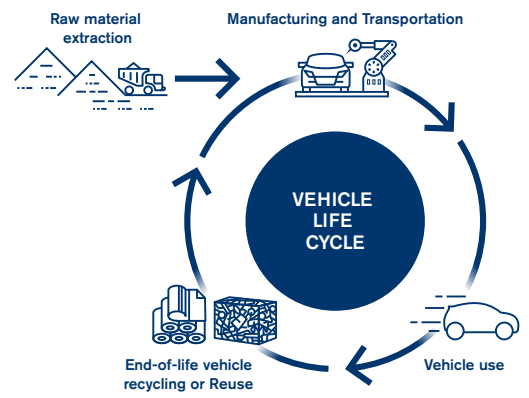 Raw material
extraction
Manufacturing and Transportation
VEHICLE
LIFE
CYCLE
End-of-life vehicle
recycling or Reuse
Vehicle use